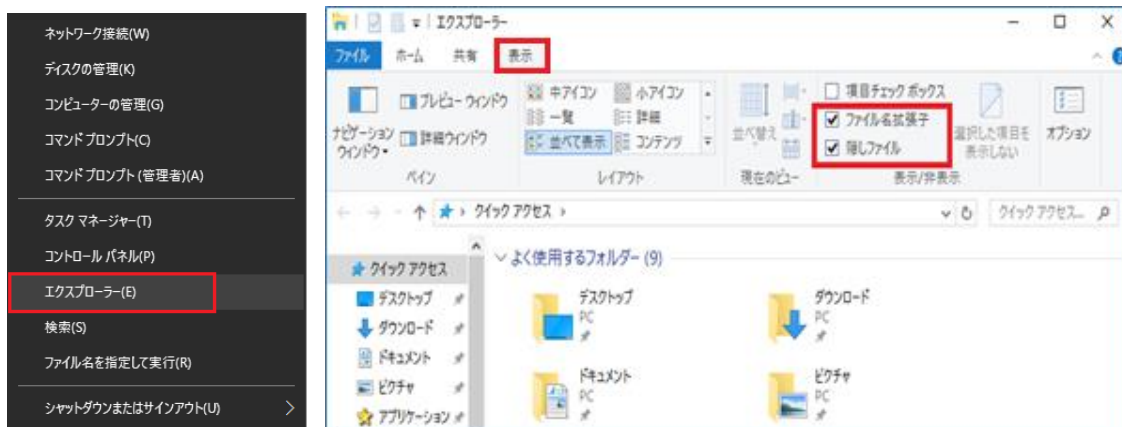 ネットワーク接続(W)
ディスクの管理(K)
コンピューターの管理(G)
コマンド プロンプト(C)
コマンド プロンプト (管理者)(A)
タスク マネージャー(T)
コントロール パネル(P)
エクスプローラー(E)
検索(S)
ファイル名を指定して実行(R)
シャットダウンまたはサインアウト(U)
エクスプローラー
ファイル ホーム 共有 表示
ナビゲーション ウィンドウ
プレビュー ウィンドウ
詳細ウィンドウ
ペイン
中アイコン 小アイコン
一覧 詳細
並べて表示 コンテンツ
レイアウト
並べ替え
現在のビュー
項目チェック ボックス
ファイル名拡張子
隠しファイル
選択した項目を
表示しない
表示/非表示
オプション
クイック アクセス
クイック アクセス...
クイック アクセス
デスクトップ
ダウンロード
ドキュメント
ピクチャ
アプリケーション
よく使用するフォルダー (9)
デスクトップ
PC
ダウンロード
PC
ドキュメント
PC
ピクチャ
PC